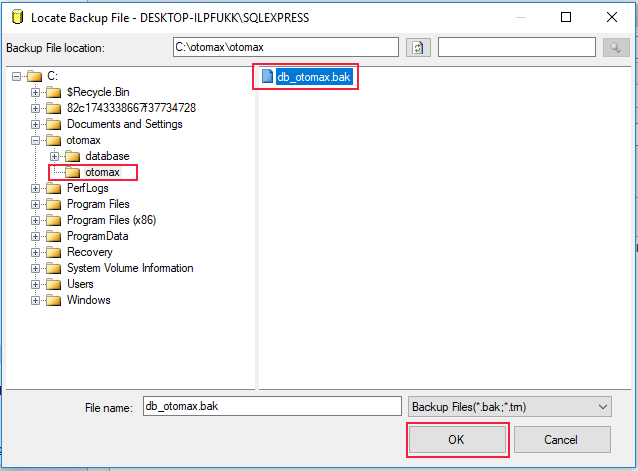 Locate Backup File - DESKTOP-ILPFUKK\SQLEXPRESS
Backup File location: C:\otomax\otomax
C:
$Recycle.Bin
82c1743338667f37734728
Documents and Settings
otomax
database
otomax
PerfLogs
Program Files
Program Files (x86)
ProgramData
Recovery
System Volume Information
Users
Windows
db_otomax.bak
File name: db_otomax.bak Backup Files(*.bak;*.trn)
OK Cancel